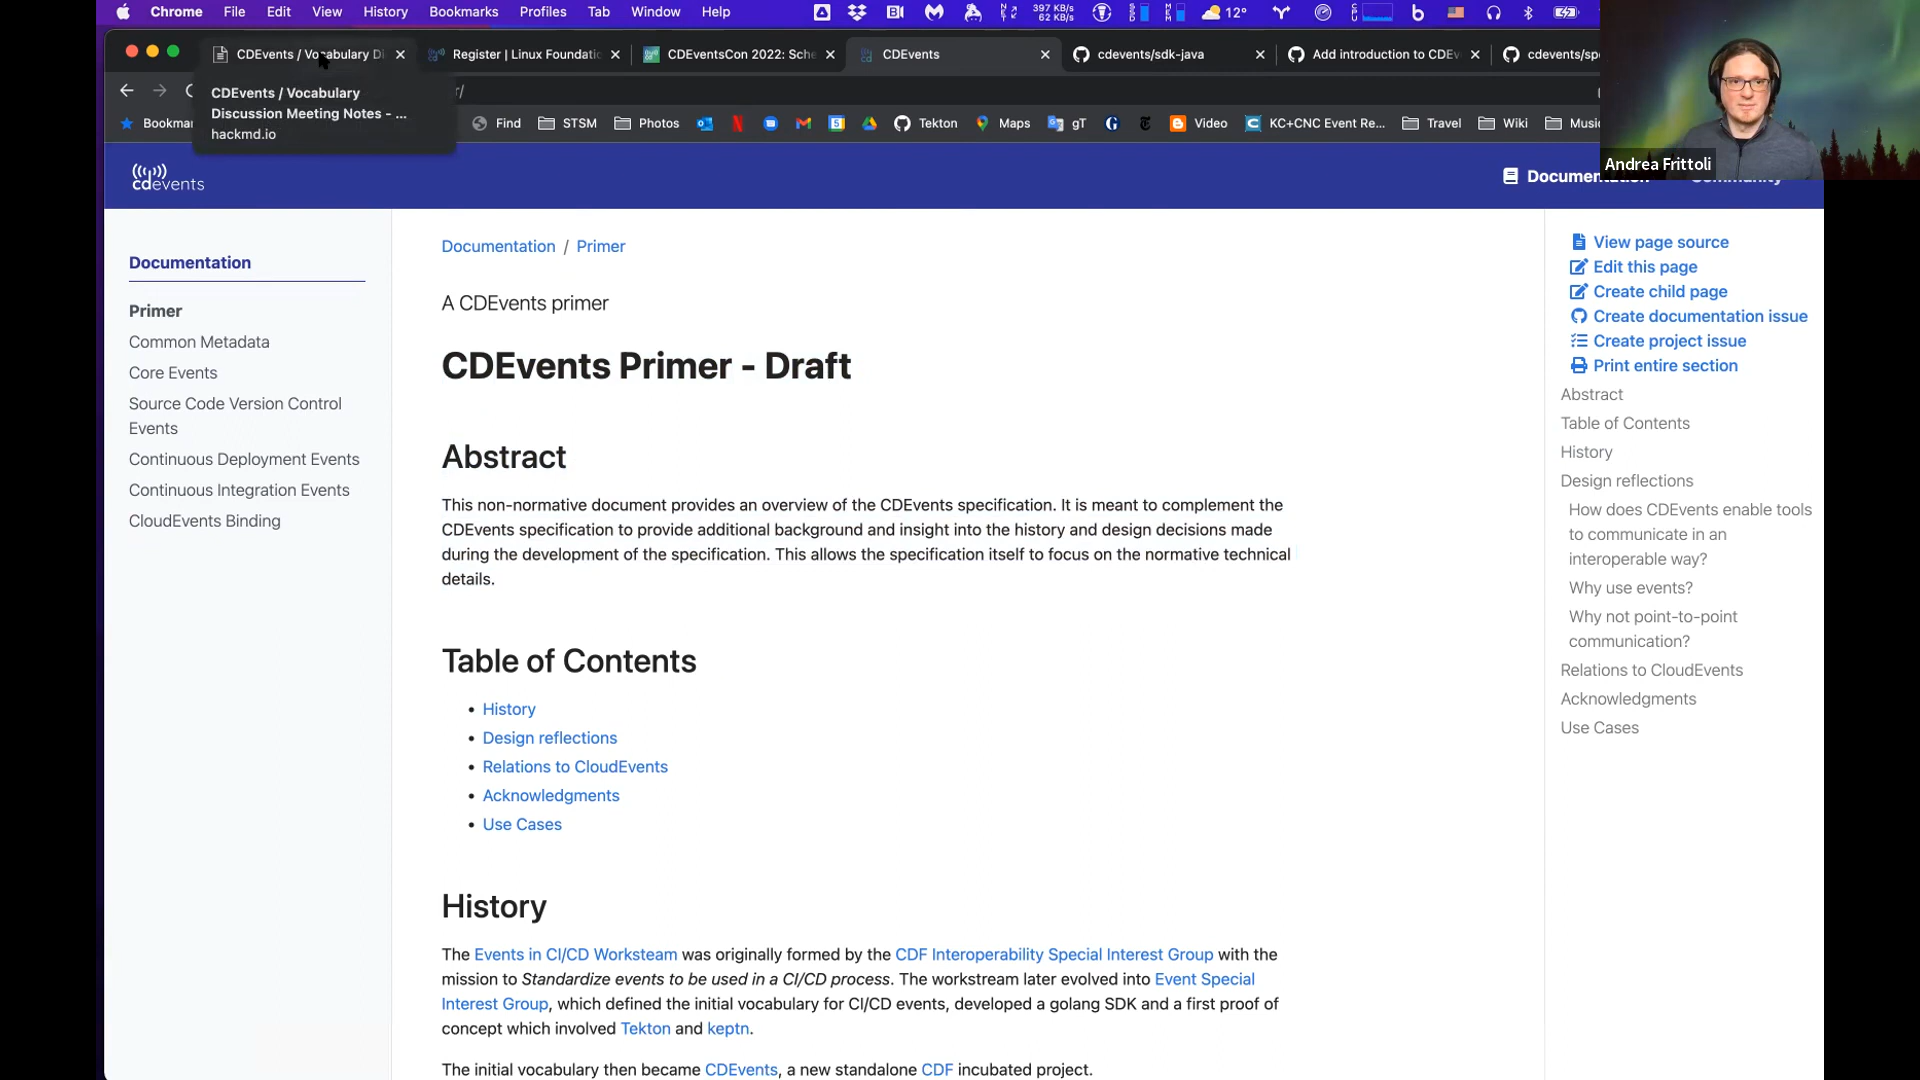 Chrome File Edit View History Bookmarks Profiles Tab Window Help
397 KB/s
62 KB/s
12°
CDEvents / Vocabulary Di
Register | Linux Foundatio
CDEventsCon 2022: Sche
CDEvents
cdevents/sdk-java
Add introduction to CDEv
cdevents/spe
CDEvents / Vocabulary
Discussion Meeting Notes - ...
hackmd.io
r/
Bookmar
Find
STSM
Photos
Tekton
Maps
gT
Video
KC+CNC Event Re...
Travel
Wiki
Music
Andrea Frittoli
cdevents
Documentation
Community
Documentation
Primer
Common Metadata
Core Events
Source Code Version Control
Events
Continuous Deployment Events
Continuous Integration Events
CloudEvents Binding
Documentation / Primer
A CDEvents primer
CDEvents Primer - Draft
Abstract
This non-normative document provides an overview of the CDEvents specification. It is meant to complement the
CDEvents specification to provide additional background and insight into the history and design decisions made
during the development of the specification. This allows the specification itself to focus on the normative technical
details.
Table of Contents
• History
• Design reflections
• Relations to CloudEvents
• Acknowledgments
• Use Cases
History
The Events in CI/CD Worksteam was originally formed by the CDF Interoperability Special Interest Group with the
mission to Standardize events to be used in a CI/CD process. The workstream later evolved into Event Special
Interest Group, which defined the initial vocabulary for CI/CD events, developed a golang SDK and a first proof of
concept which involved Tekton and keptn.
The initial vocabulary then became CDEvents, a new standalone CDF incubated project.
View page source
Edit this page
Create child page
Create documentation issue
Create project issue
Print entire section
Abstract
Table of Contents
History
Design reflections
How does CDEvents enable tools
to communicate in an
interoperable way?
Why use events?
Why not point-to-point
communication?
Relations to CloudEvents
Acknowledgments
Use Cases